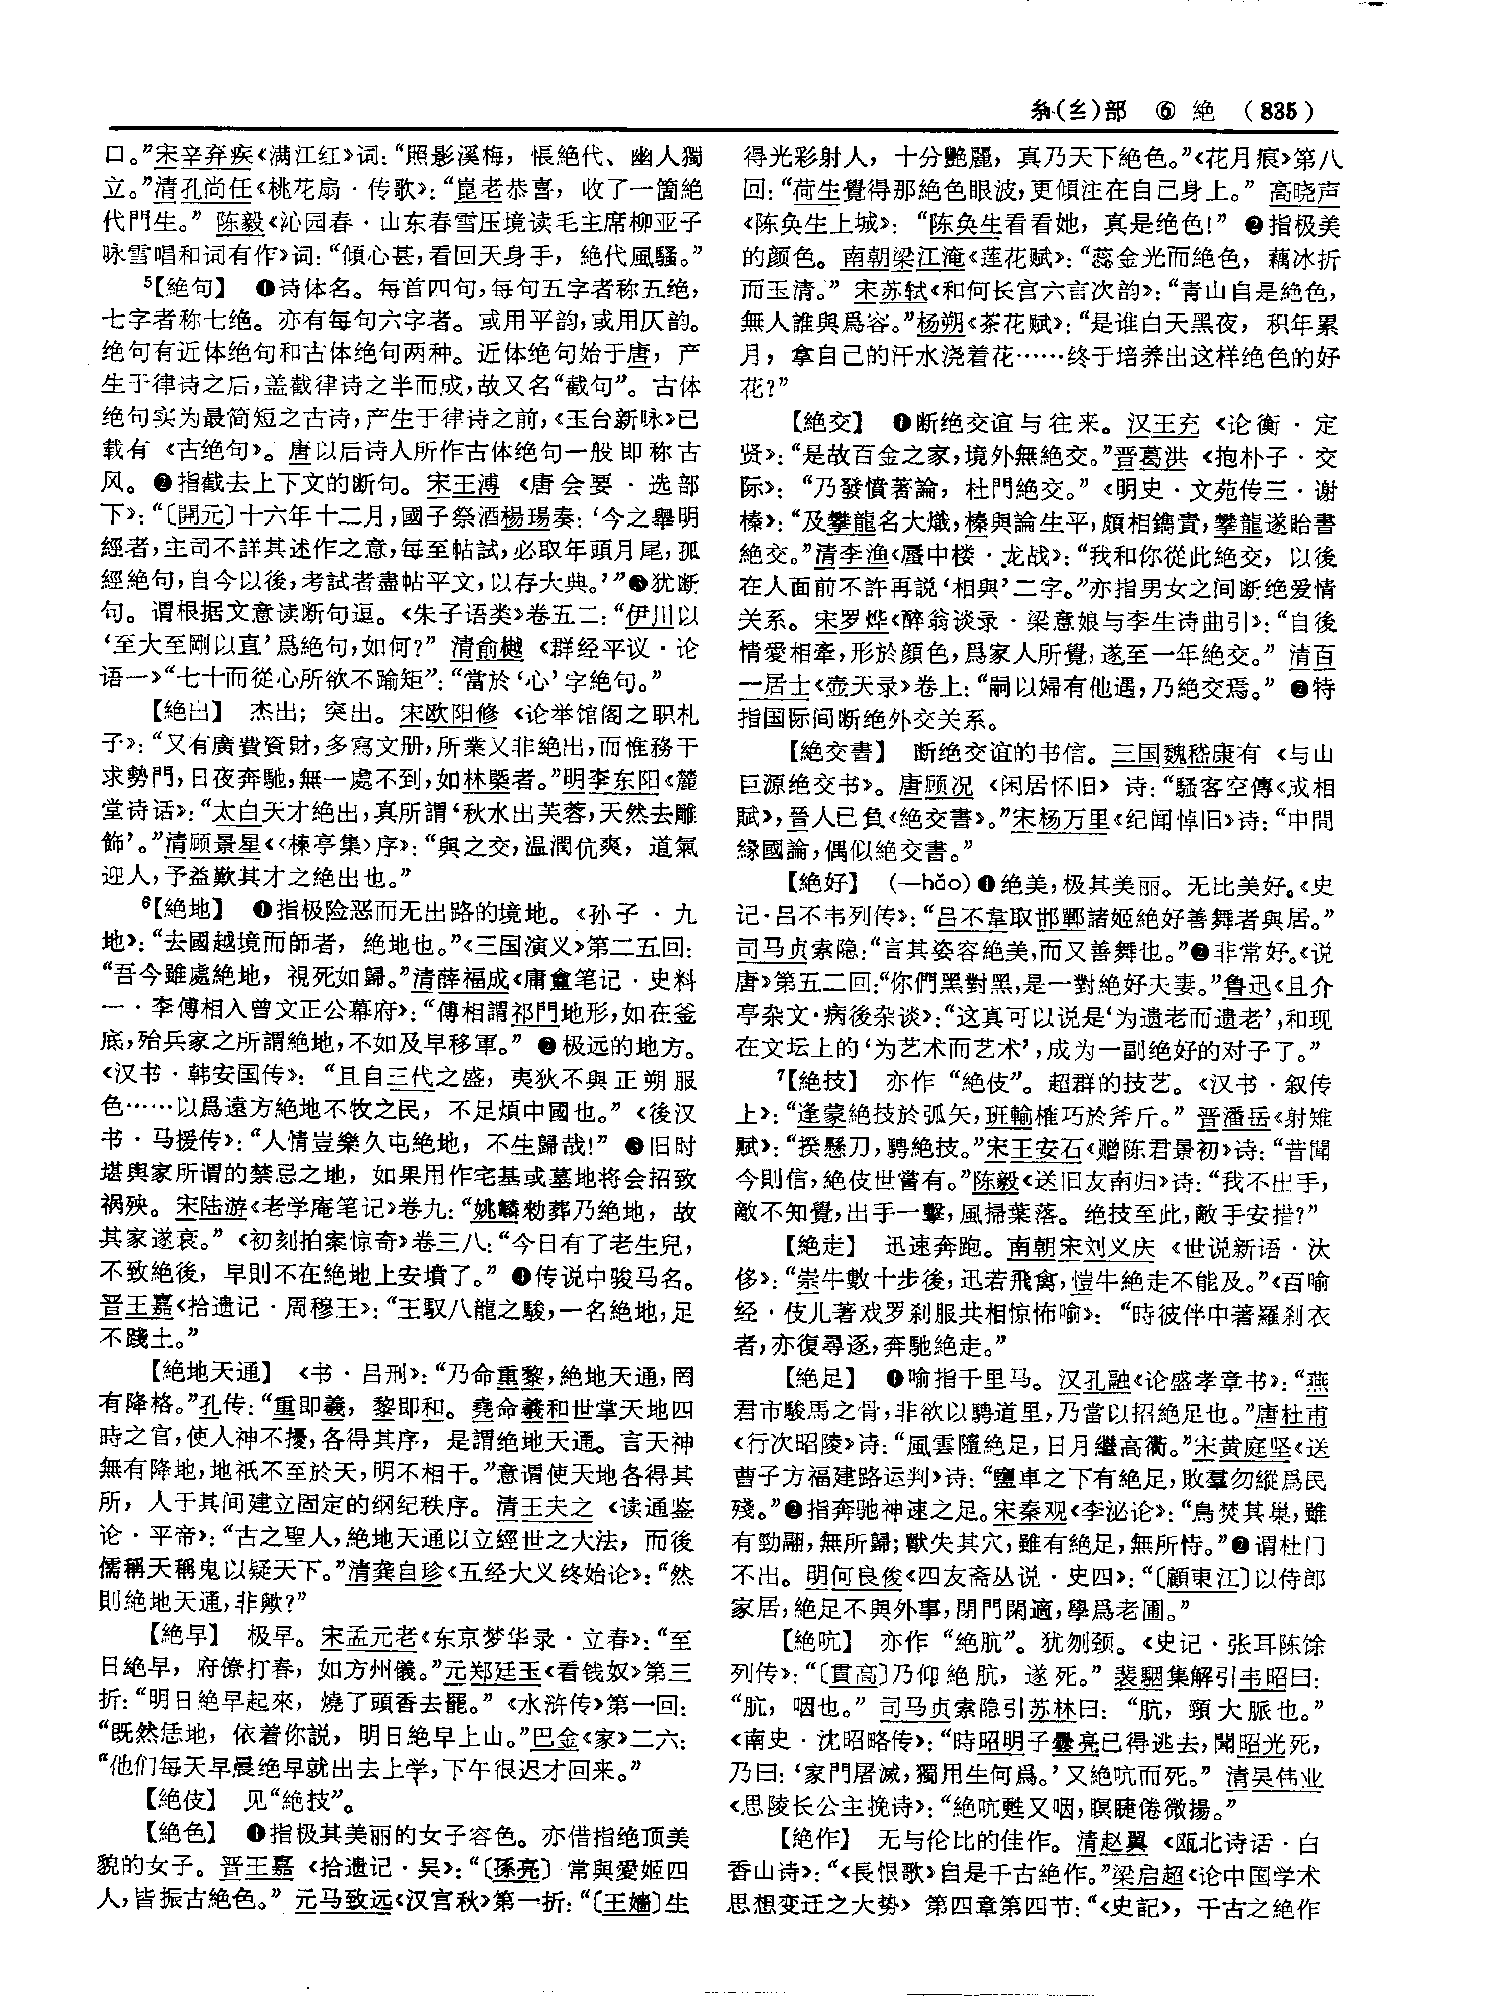 糸(纟)部 ⑥ 絶 (835)
口。”宋辛弃疾《满江红》词：“照影溪梅，悵絶代、幽人獨
立。”清孔尚任《桃花扇·传歌》：“崑老恭喜，收了一箇絶
代門生。” 陈毅《沁园春·山东春雪压境读毛主席柳亚子
咏雪唱和词有作》词：“傾心甚，看回天身手，絶代風騷。”
5【絶句】 ❶诗体名。每首四句，每句五字者称五绝，
七字者称七绝。亦有每句六字者。或用平韵，或用仄韵。
绝句有近体绝句和古体绝句两种。近体绝句始于唐，产
生于律诗之后，盖截律诗之半而成，故又名“截句”。古体
绝句实为最简短之古诗，产生于律诗之前，《玉台新咏》已
载有《古绝句》。唐以后诗人所作古体绝句一般即称古
风。❷指截去上下文的断句。宋王溥《唐会要·选部
下》：“〔開元〕十六年十二月，國子祭酒楊瑒奏：‘今之舉明
經者，主司不詳其述作之意，每至帖試，必取年頭月尾，孤
經絶句，自今以後，考試者盡帖平文，以存大典。’”❸犹断
句。谓根据文意读断句逗。《朱子语类》卷五二：“伊川以
‘至大至剛以直’爲絶句，如何？” 清俞樾《群经平议·论
语一》“七十而從心所欲不踰矩”：“當於‘心’字絶句。”
【絶出】 杰出；突出。宋欧阳修《论举馆阁之职札
子》：“又有廣費資財，多寫文册，所業又非絶出，而惟務干
求勢門，日夜奔馳，無一處不到，如林槩者。”明李东阳《麓
堂诗话》：“太白天才絶出，真所謂‘秋水出芙蓉，天然去雕
飾’。”清顾景星《〈楝亭集〉序》：“與之交，温潤伉爽，道氣
迎人，予益歎其才之絶出也。”
6【絶地】 ❶指极险恶而无出路的境地。《孙子·九
地》：“去國越境而師者，絶地也。”《三国演义》第二五回：
“吾今雖處絶地，視死如歸。”清薛福成《庸盦笔记·史料
一·李傅相入曾文正公幕府》：“傅相謂祁門地形，如在釜
底，殆兵家之所謂絶地，不如及早移軍。” ❷极远的地方。
《汉书·韩安国传》：“且自三代之盛，夷狄不與正朔服
色……以爲遠方絶地不牧之民，不足煩中國也。”《後汉
书·马援传》：“人情豈樂久屯絶地，不生歸哉！” ❸旧时
堪舆家所谓的禁忌之地，如果用作宅基或墓地将会招致
祸殃。宋陆游《老学庵笔记》卷九：“姚麟勑葬乃絶地，故
其家遂衰。”《初刻拍案惊奇》卷三八：“今日有了老生兒，
不致絶後，早則不在絶地上安墳了。” ❹传说中骏马名。
晋王嘉《拾遗记·周穆王》：“王馭八龍之駿，一名絶地，足
不踐土。”
【絶地天通】 《书·吕刑》：“乃命重黎，絶地天通，罔
有降格。”孔传：“重即羲，黎即和。堯命羲和世掌天地四
時之官，使人神不擾，各得其序，是謂绝地天通。言天神
無有降地，地祇不至於天，明不相干。”意谓使天地各得其
所，人于其间建立固定的纲纪秩序。清王夫之《读通鉴
论·平帝》：“古之聖人，絶地天通以立經世之大法，而後
儒稱天稱鬼以疑天下。”清龚自珍《五经大义终始论》：“然
則绝地天通，非歟？”
【絶早】 极早。宋孟元老《东京梦华录·立春》：“至
日絶早，府僚打春，如方州儀。”元郑廷玉《看钱奴》第三
折：“明日絶早起來，燒了頭香去罷。”《水浒传》第一回：
“既然恁地，依着你説，明日絶早上山。”巴金《家》二六：
“他们每天早晨绝早就出去上学，下午很迟才回来。”
【絶伎】 见“絶技”。
【絶色】 ❶指极其美丽的女子容色。亦借指绝顶美
貌的女子。晋王嘉《拾遗记·吴》：“〔孫亮〕常與愛姬四
人，皆振古絶色。” 元马致远《汉宫秋》第一折：“〔王嬙〕生
得光彩射人，十分艷麗，真乃天下絶色。”《花月痕》第八
回：“荷生覺得那絶色眼波，更傾注在自己身上。” 高晓声
《陈奂生上城》：“陈奂生看看她，真是绝色！” ❷指极美
的颜色。南朝梁江淹《莲花赋》：“蕊金光而絶色，藕冰折
而玉清。” 宋苏轼《和何长官六言次韵》：“青山自是絶色，
無人誰與爲容。”杨朔《茶花赋》：“是谁白天黑夜，积年累
月，拿自己的汗水浇着花……终于培养出这样绝色的好
花？”
【絶交】 ❶断绝交谊与往来。汉王充《论衡·定
贤》：“是故百金之家，境外無絶交。”晋葛洪《抱朴子·交
际》：“乃發憤著論，杜門絶交。”《明史·文苑传三·谢
榛》：“及攀龍名大熾，榛與論生平，頗相鐫責，攀龍遂貽書
絶交。”清李渔《蜃中楼·龙战》：“我和你從此絶交，以後
在人面前不許再説‘相與’二字。”亦指男女之间断绝爱情
关系。宋罗烨《醉翁谈录·梁意娘与李生诗曲引》：“自後
情愛相牽，形於顔色，爲家人所覺，遂至一年絶交。” 清百
一居士《壶天录》卷上：“嗣以婦有他遇，乃絶交焉。” ❷特
指国际间断绝外交关系。
【絶交書】 断绝交谊的书信。三国魏嵇康有《与山
巨源绝交书》。唐顾况《闲居怀旧》诗：“騷客空傳《成相
賦》，晉人已負《絶交書》。”宋杨万里《纪闻悼旧》诗：“中間
緣國論，偶似絶交書。”
【絶好】 （—hǎo）❶绝美，极其美丽。无比美好。《史
记·吕不韦列传》：“吕不韋取邯鄲諸姬絶好善舞者與居。”
司马贞索隐：“言其姿容絶美，而又善舞也。”❷非常好。《说
唐》第五二回：“你們黑對黑，是一對絶好夫妻。”鲁迅《且介
亭杂文·病後杂谈》：“这真可以说是‘为遗老而遗老’，和现
在文坛上的‘为艺术而艺术’，成为一副绝好的对子了。”
7【絶技】 亦作“絶伎”。超群的技艺。《汉书·叙传
上》：“逢蒙絶技於弧矢，班輸榷巧於斧斤。” 晋潘岳《射雉
赋》：“揆懸刀，騁絶技。”宋王安石《赠陈君景初》诗：“昔聞
今則信，絶伎世嘗有。”陈毅《送旧友南归》诗：“我不出手，
敵不知覺，出手一擊，風掃葉落。绝技至此，敵手安措？”
【絶走】 迅速奔跑。南朝宋刘义庆《世说新语·汰
侈》：“崇牛數十步後，迅若飛禽，愷牛絶走不能及。”《百喻
经·伎儿著戏罗刹服共相惊怖喻》：“時彼伴中著羅刹衣
者，亦復尋逐，奔馳絶走。”
【絶足】 ❶喻指千里马。汉孔融《论盛孝章书》：“燕
君市駿馬之骨，非欲以騁道里，乃當以招絶足也。”唐杜甫
《行次昭陵》诗：“風雲隨絶足，日月繼高衢。”宋黄庭坚《送
曹子方福建路运判》诗：“鹽車之下有絶足，敗羣勿縱爲民
殘。”❷指奔驰神速之足。宋秦观《李泌论》：“鳥焚其巢，雖
有勁翮，無所歸；獸失其穴，雖有絶足，無所恃。”❸谓杜门
不出。明何良俊《四友斋丛说·史四》：“〔顧東江〕以侍郎
家居，絶足不與外事，閉門閑適，學爲老圃。”
【絶吭】 亦作“絶肮”。犹刎颈。《史记·张耳陈馀
列传》：“〔貫高〕乃仰絶肮，遂死。” 裴駰集解引韦昭曰：
“肮，咽也。” 司马贞索隐引苏林曰：“肮，頸大脈也。”
《南史·沈昭略传》：“時昭明子曇亮已得逃去，聞昭光死，
乃曰：‘家門屠滅，獨用生何爲。’又絶吭而死。” 清吴伟业
《思陵长公主挽诗》：“絶吭甦又咽，瞑睫倦微揚。”
【絶作】 无与伦比的佳作。清赵翼《瓯北诗话·白
香山诗》：“《長恨歌》自是千古絶作。”梁启超《论中国学术
思想变迁之大势》第四章第四节：“《史記》，千古之絶作